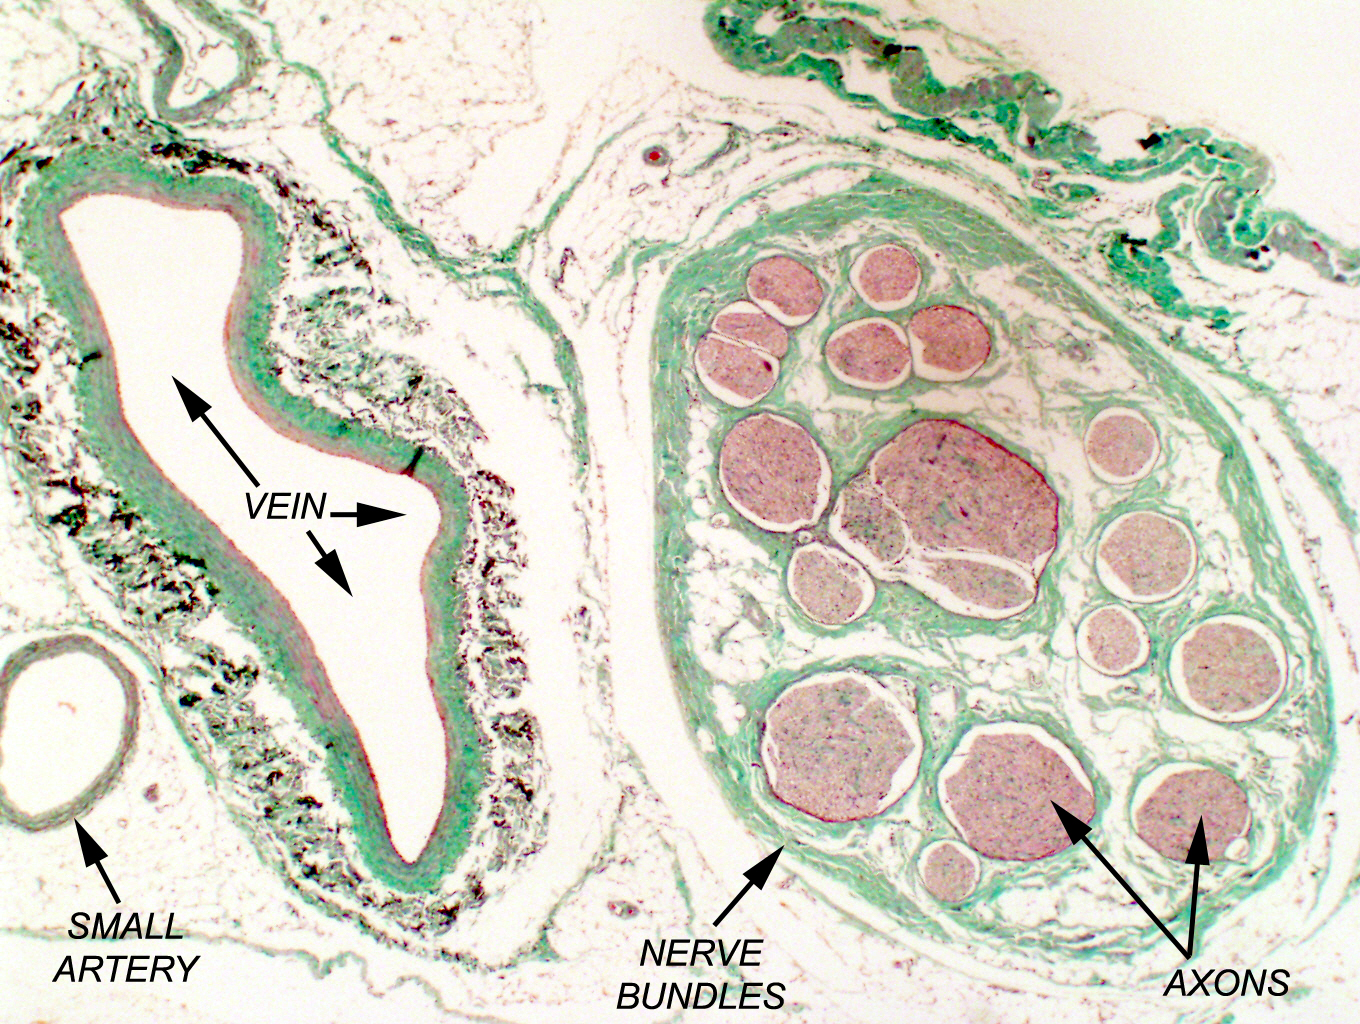 VEIN
SMALL
ARTERY
NERVE
BUNDLES
AXONS